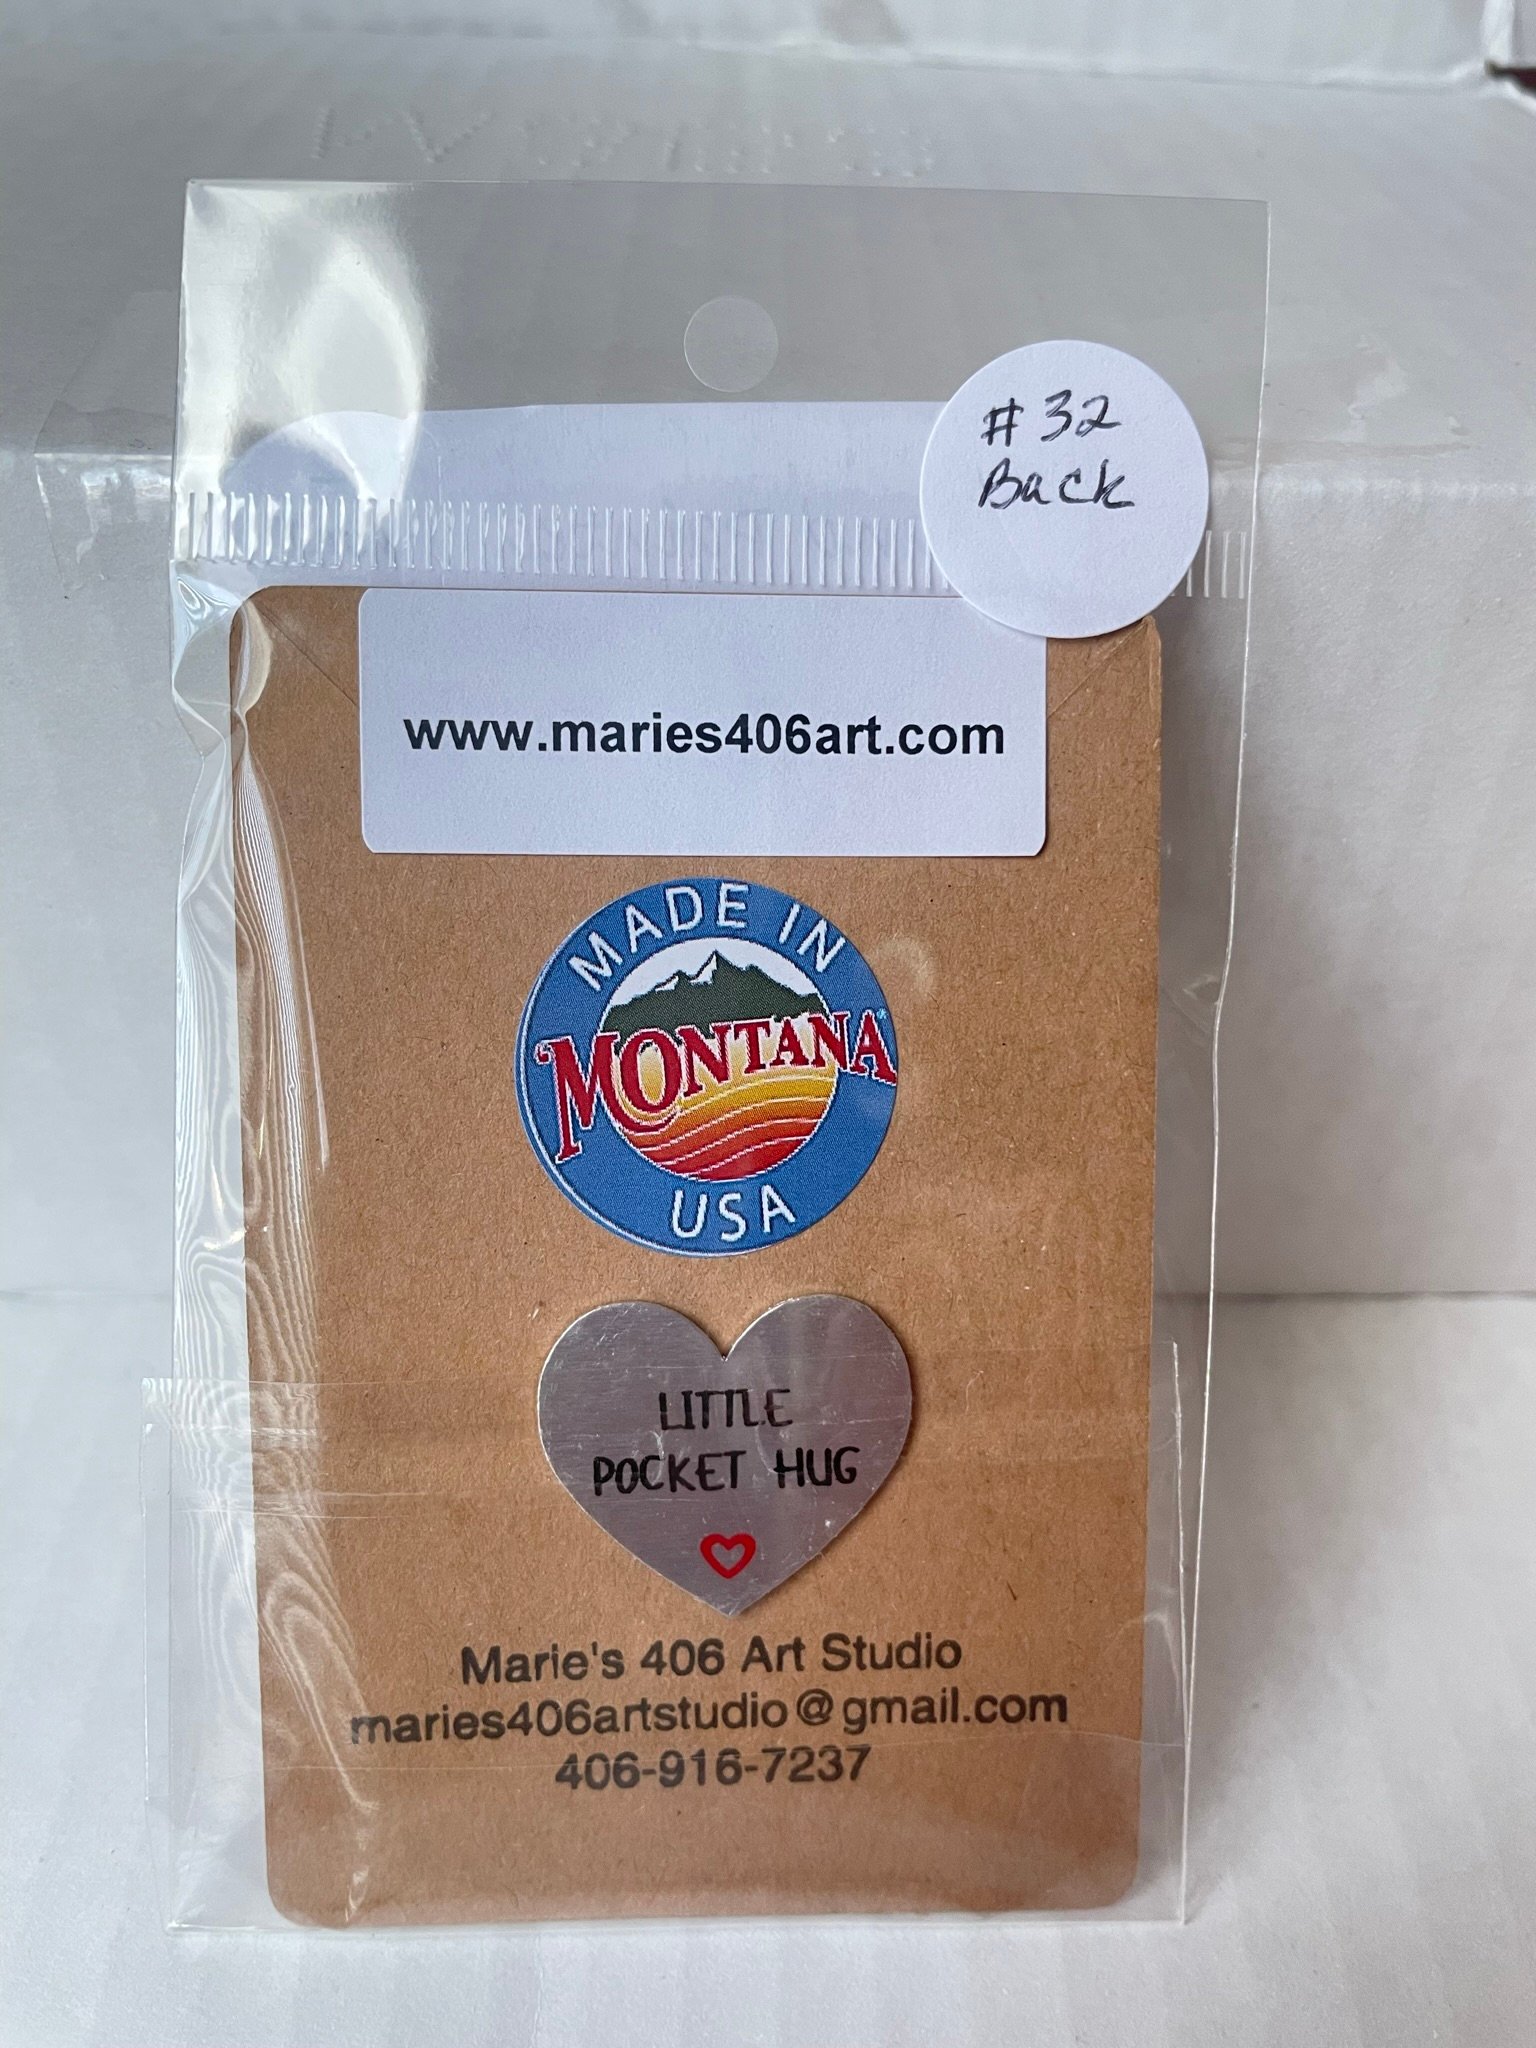 #32
Back
www.maries406art.com
MADE IN
MONTANA®
USA
LITTLE
POCKET HUG
Marie's 406 Art Studio
maries406artstudio@gmail.com
406-916-7237